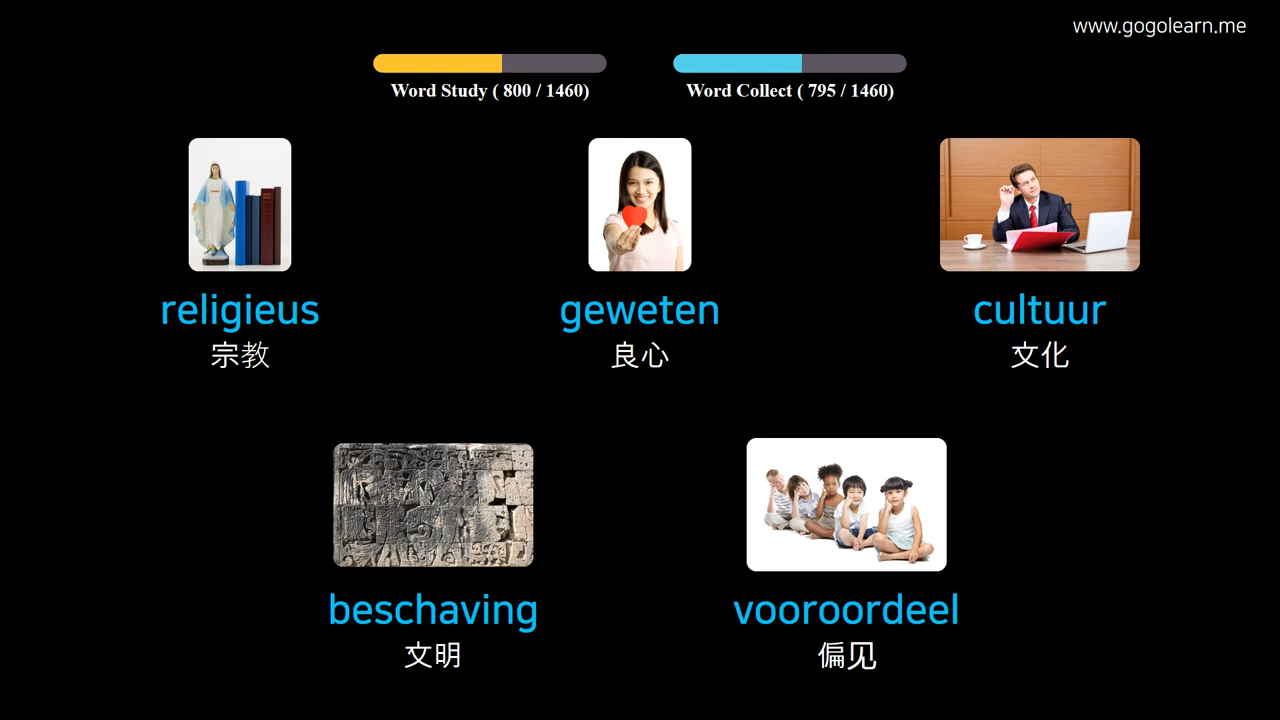 www.gogolearn.me
Word Study ( 800 / 1460)
Word Collect ( 795 / 1460)
religieus
宗教
geweten
良心
cultuur
文化
beschaving
文明
vooroordeel
偏见